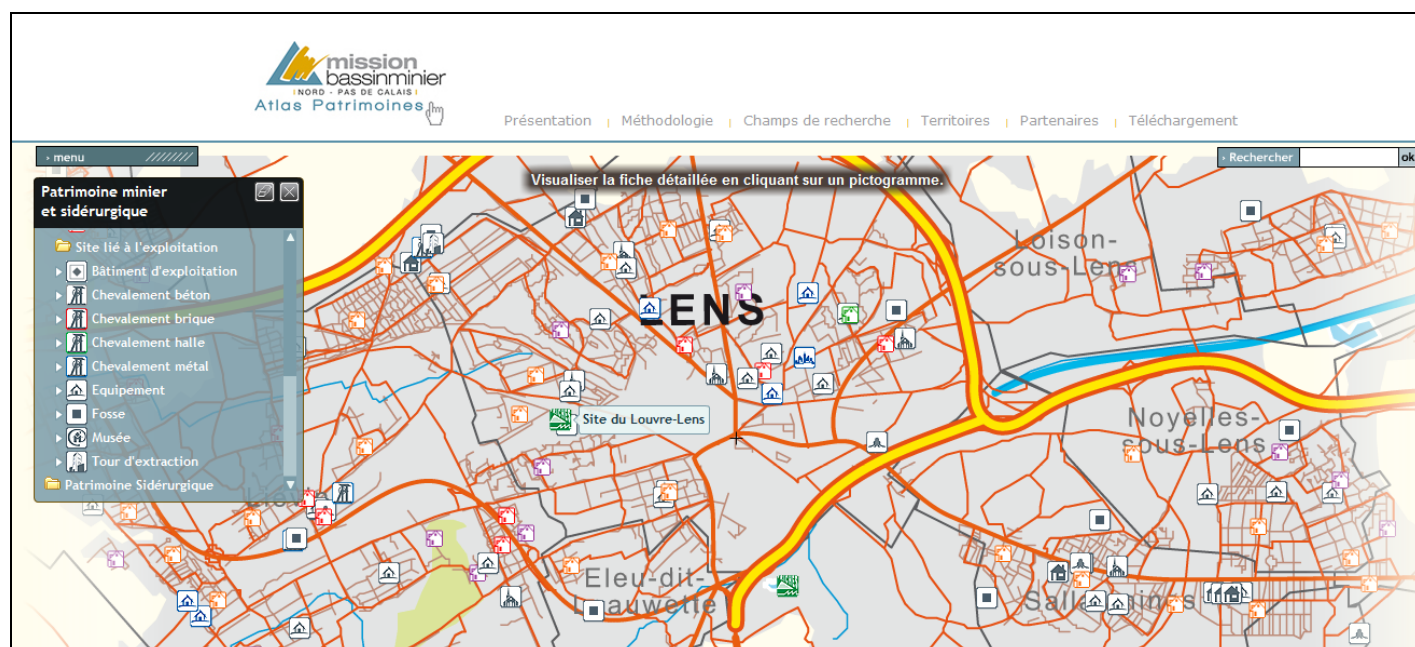 mission
bassinminier
NORD - PAS DE CALAIS
Atlas Patrimoines
Présentation | Méthodologie | Champs de recherche | Territoires | Partenaires | Téléchargement
› menu
› Rechercher ok
Visualiser la fiche détaillée en cliquant sur un pictogramme.
Patrimoine minier
et sidérurgique
Site lié à l'exploitation
Bâtiment d'exploitation
Chevalement béton
Chevalement brique
Chevalement halle
Chevalement métal
Equipement
Fosse
Musée
Tour d'extraction
Patrimoine Sidérurgique
Loison-
sous-Lens
LENS
Site du Louvre-Lens
Noyelles-
sous-Lens
Eleu-dit-